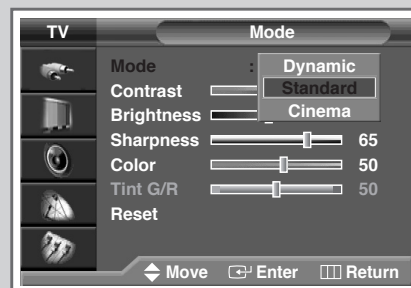 TV Mode
Mode : Dynamic
Contrast Standard
Brightness Cinema
Sharpness 65
Color 50
Tint G/R 50
Reset
Move Enter Return